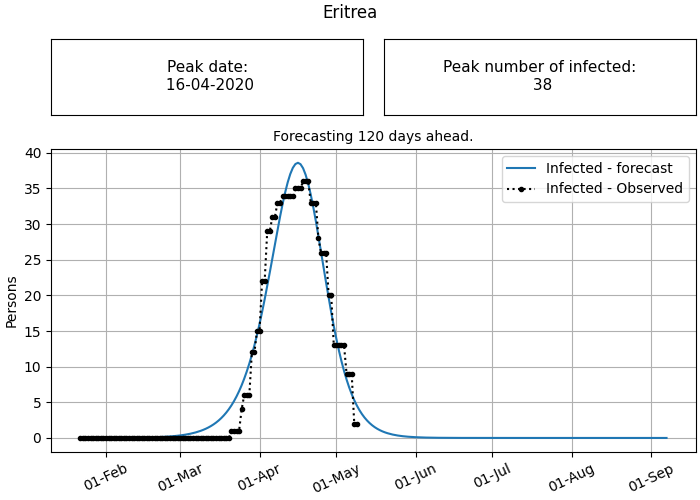 Eritrea
Peak date:
16-04-2020
Peak number of infected:
38
Forecasting 120 days ahead.
Infected - forecast
Infected - Observed
Persons
40
35
30
25
20
15
10
5
0
01-Feb
01-Mar
01-Apr
01-May
01-Jun
01-Jul
01-Aug
01-Sep